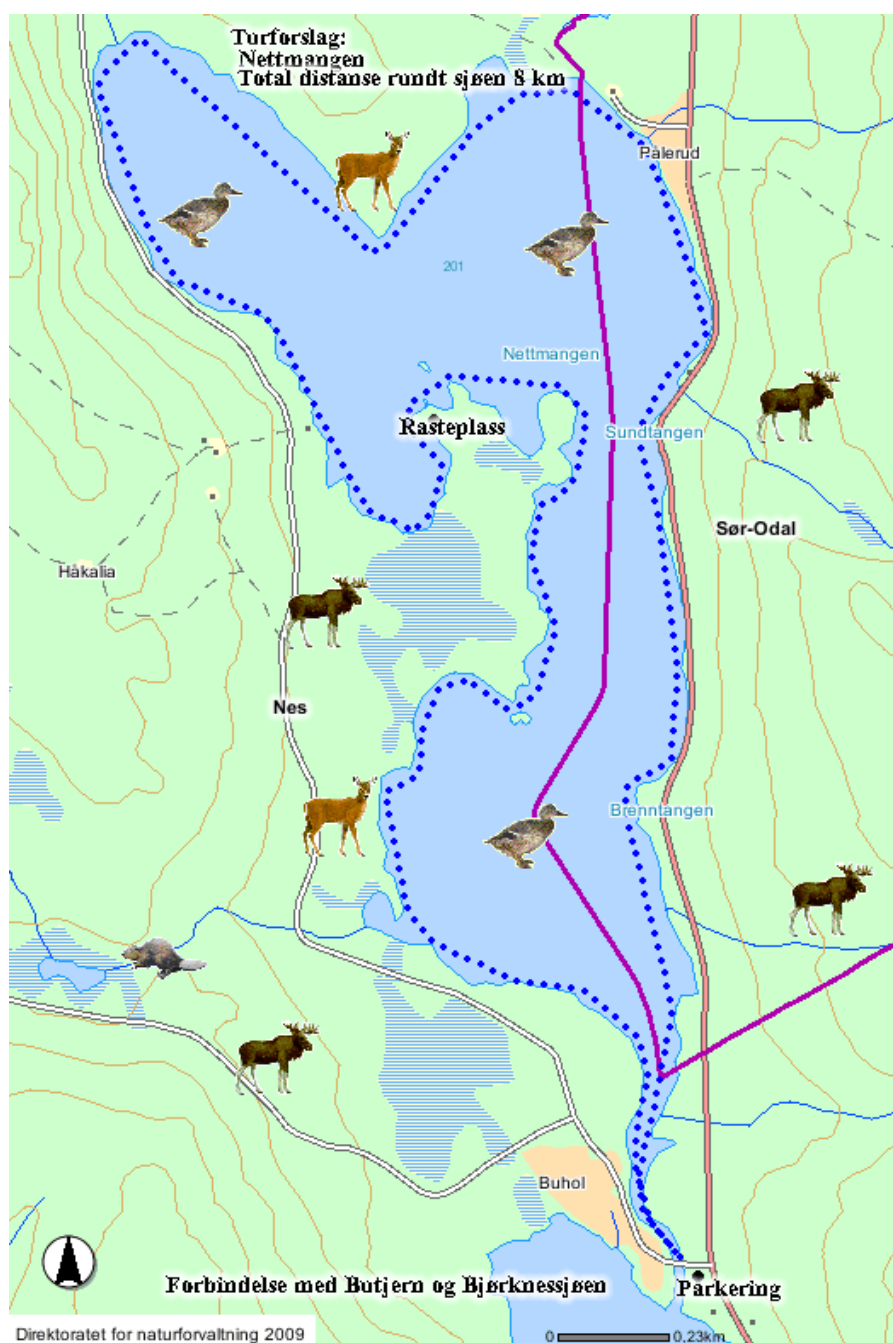 Turforslag:
Nettmangen
Total distanse rundt sjøen 8 km
Pålerud
201
Nettmangen
Rasteplass
Sundtangen
Sør-Odal
Håkalia
Nes
Brenntangen
Buhol
Forbindelse med Butjern og Bjørknessjøen
Parkering
Direktoratet for naturforvaltning 2009
0 0,23km